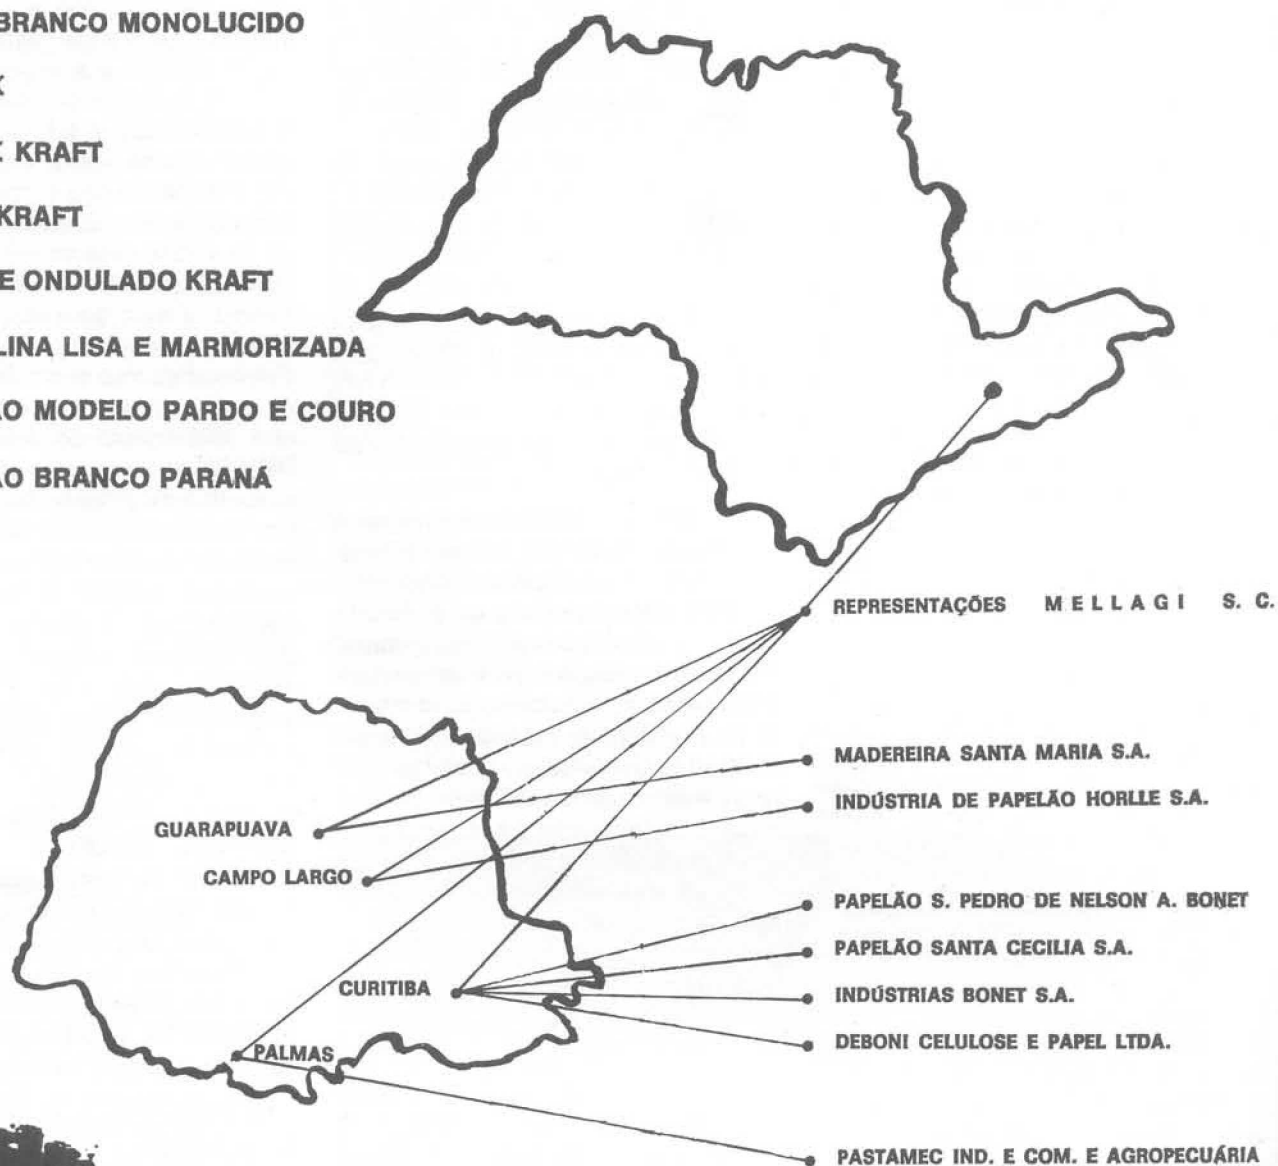 BRANCO MONOLUCIDO
KRAFT
KRAFT
E ONDULADO KRAFT
LISA E MARMORIZADA
MODELO PARDO E COURO
BRANCO PARANÁ
REPRESENTAÇÕES MELLAGI S. C.
MADEREIRA SANTA MARIA S.A.
INDÚSTRIA DE PAPELÃO HORLLE S.A.
GUARAPUAVA
CAMPO LARGO
PAPELÃO S. PEDRO DE NELSON A. BONET
PAPELÃO SANTA CECILIA S.A.
CURITIBA
INDÚSTRIAS BONET S.A.
DEBONI CELULOSE E PAPEL LTDA.
PALMAS
PASTAMEC IND. E COM. E AGROPECUÁRIA